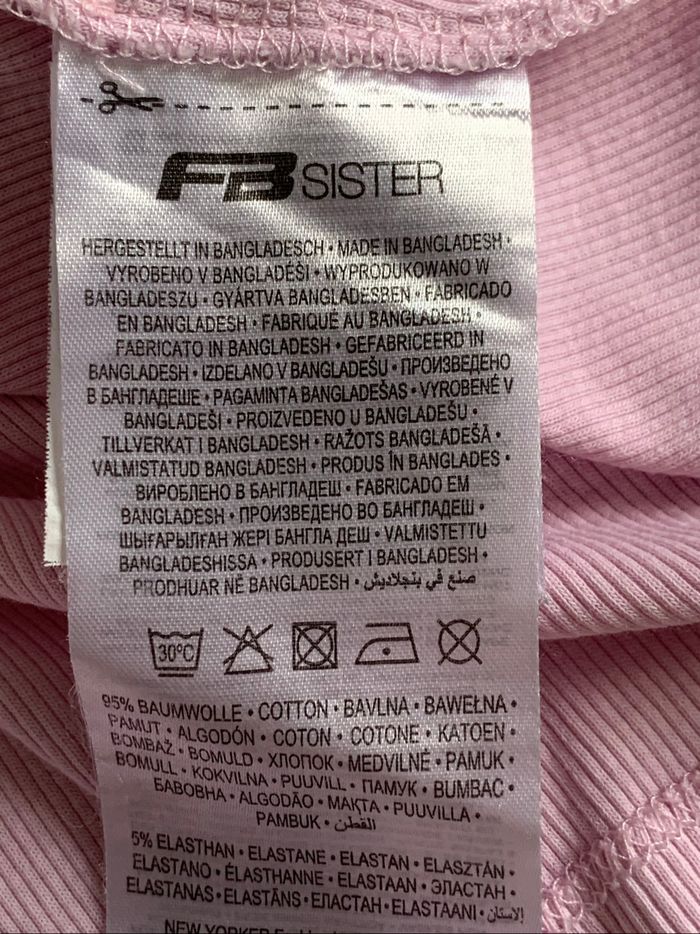 FB SISTER
HERGESTELLT IN BANGLADESCH • MADE IN BANGLADESH •
VYROBENO V BANGLADÉŠI • WYPRODUKOWANO W
BANGLADESZU • GYÁRTVA BANGLADESBEN • FABRICADO
EN BANGLADESH • FABRIQUÉ AU BANGLADESH •
FABRICATO IN BANGLADESH • GEFABRICEERD IN
BANGLADESH • IZDELANO V BANGLADEŠU • ПРОИЗВЕДЕНО
В БАНГЛАДЕШЕ • PAGAMINTA BANGLADEŠAS • VYROBENÉ V
BANGLADEŠI • PROIZVEDENO U BANGLADEŠU •
TILLVERKAT I BANGLADESH • RAŽOTS BANGLADEŠĀ •
VALMISTATUD BANGLADESH • PRODUS ÎN BANGLADES •
ВИРОБЛЕНО В БАНГЛАДЕШ • FABRICADO EM
BANGLADESH • ПРОИЗВЕДЕНО ВО БАНГЛАДЕШ •
ШЫҒАРЫЛҒАН ЖЕРІ БАНГЛА ДЕШ • VALMISTETTU
BANGLADESHISSA • PRODUSERT I BANGLADESH •
PRODHUAR NË BANGLADESH • صنع في بنجلاديش
30°C
95% BAUMWOLLE • COTTON • BAVLNA • BAWEŁNA •
PAMUT • ALGODÓN • COTON • COTONE • KATOEN •
BOMBAŽ • BOMULD • ХЛОПОК • MEDVILNĖ • PAMUK •
BOMULL • KOKVILNA • PUUVILL • ПАМУК • BUMBAC •
БАВОВНА • ALGODÃO • МАҚТА • PUUVILLA •
PAMBUK • القطن
5% ELASTHAN • ELASTANE • ELASTAN • ELASZTÁN •
ELASTANO • ÉLASTHANNE • ELASTAAN • ЭЛАСТАН •
ELASTANAS • ELASTĀNS • ЕЛАСТАН • ELASTAANI • الإستان
NEW YORKER